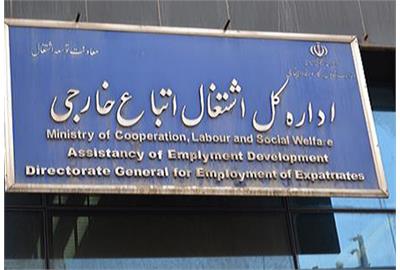 معاونت توسعه اشتغال
اداره کل اشتغال اتباع خارجی
Ministry of Cooperation, Labour and Social Welfare
Assistancy of Emplyment Development
Directorate General for Employment of Expatriates